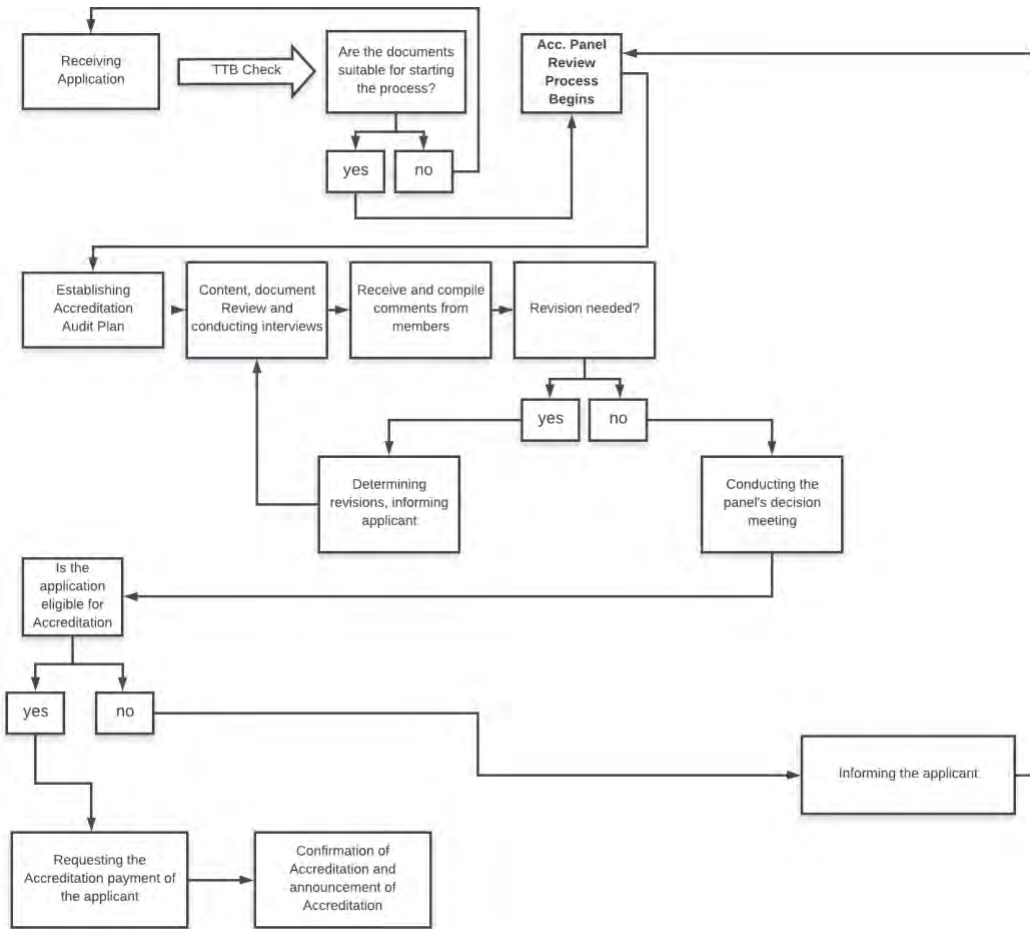 Receiving
Application
TTB Check
Are the documents
suitable for starting
the process?
yes
no
Acc. Panel
Review
Process
Begins
Establishing
Accreditation
Audit Plan
Content, document
Review and
conducting interviews
Receive and compile
comments from
members
Revision needed?
yes
no
Determining
revisions, informing
applicant
Conducting the
panel's decision
meeting
Is the
application
eligible for
Accreditation
yes
no
Informing the applicant
Requesting the
Accreditation payment of
the applicant
Confirmation of
Accreditation and
announcement of
Accreditation